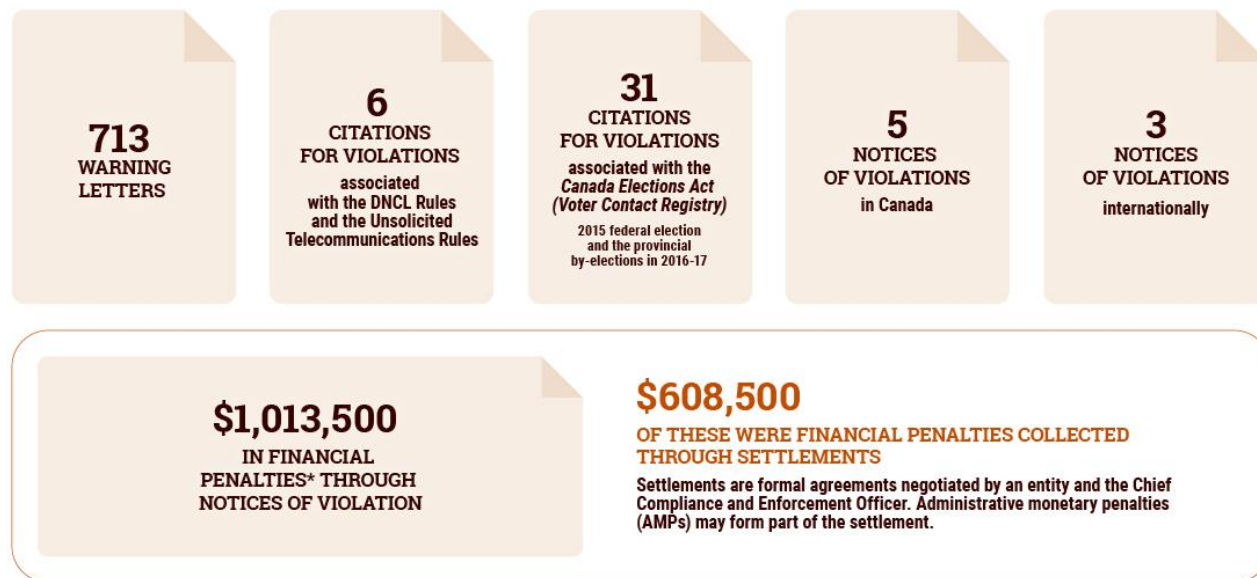 713
WARNING
LETTERS
6
CITATIONS
FOR VIOLATIONS
associated
with the DNCL Rules
and the Unsolicited
Telecommunications Rules
31
CITATIONS
FOR VIOLATIONS
associated with the
Canada Elections Act
(Voter Contact Registry)
2015 federal election
and the provincial
by-elections in 2016-17
5
NOTICES
OF VIOLATIONS
in Canada
3
NOTICES
OF VIOLATIONS
internationally
$1,013,500
IN FINANCIAL
PENALTIES* THROUGH
NOTICES OF VIOLATION
$608,500
OF THESE WERE FINANCIAL PENALTIES COLLECTED
THROUGH SETTLEMENTS
Settlements are formal agreements negotiated by an entity and the Chief
Compliance and Enforcement Officer. Administrative monetary penalties
(AMPs) may form part of the settlement.